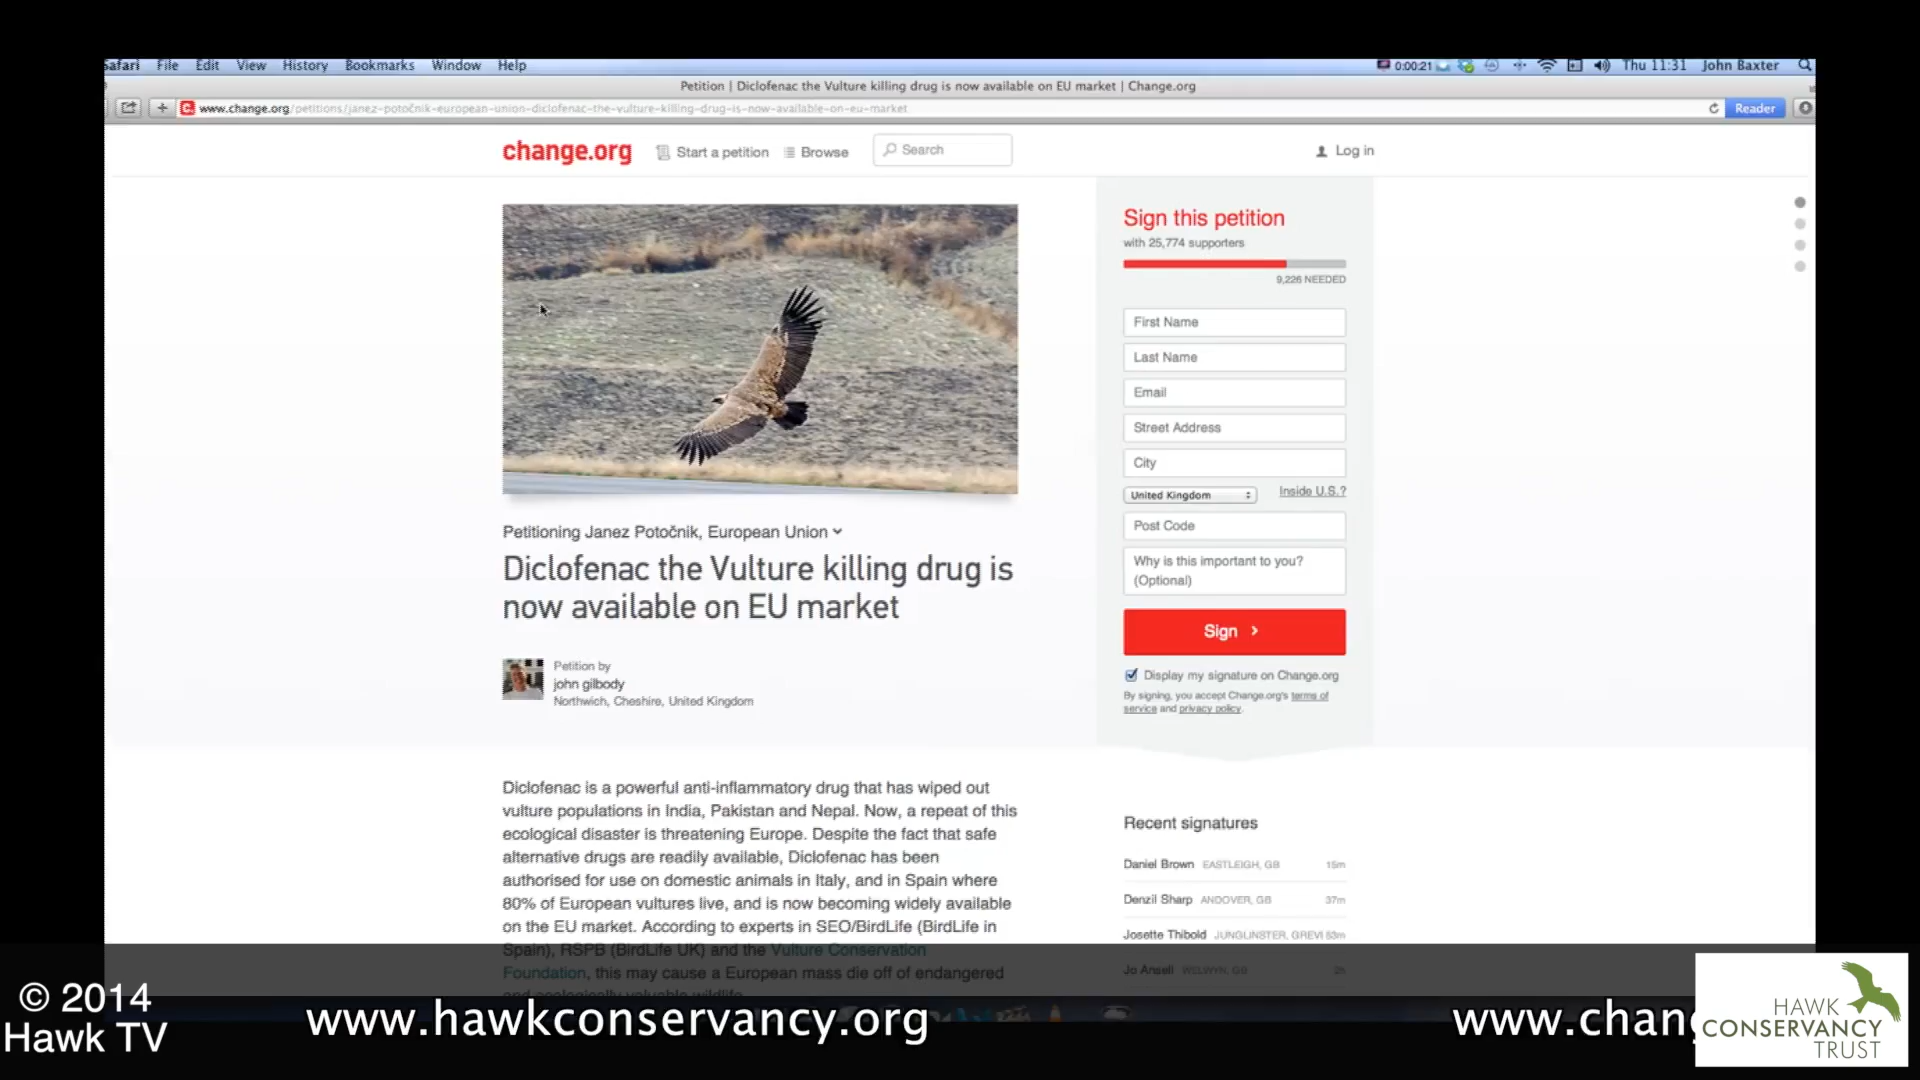 Safari File Edit View History Bookmarks Window Help 0:00:21 Thu 11:31 John Baxter
Petition | Diclofenac the Vulture killing drug is now available on EU market | Change.org
www.change.org/petitions/janez-potočnik-european-union-diclofenac-the-vulture-killing-drug-is-now-available-on-eu-market Reader
change.org Start a petition Browse Search Log in
Sign this petition
with 25,774 supporters
9,226 NEEDED
First Name
Last Name
Email
Street Address
City
United Kingdom Inside U.S.?
Post Code
Why is this important to you?
(Optional)
Sign >
Display my signature on Change.org
By signing, you accept Change.org's terms of
service and privacy policy.
Petitioning Janez Potočnik, European Union
Diclofenac the Vulture killing drug is
now available on EU market
Petition by
john gilbody
Northwich, Cheshire, United Kingdom
Diclofenac is a powerful anti-inflammatory drug that has wiped out
vulture populations in India, Pakistan and Nepal. Now, a repeat of this
ecological disaster is threatening Europe. Despite the fact that safe
alternative drugs are readily available, Diclofenac has been
authorised for use on domestic animals in Italy, and in Spain where
80% of European vultures live, and is now becoming widely available
on the EU market. According to experts in SEO/BirdLife (BirdLife in
Spain), RSPB (BirdLife UK) and the Vulture Conservation
Foundation, this may cause a European mass die off of endangered
and ecologically valuable wildlife.
Recent signatures
Daniel Brown EASTLEIGH, GB 15m
Denzil Sharp ANDOVER, GB 37m
Josette Thibold JUNGLINSTER, GREVI 53m
Jo Ansell WELWYN, GB 2h
© 2014
Hawk TV
www.hawkconservancy.org
www.chang
HAWK
CONSERVANCY
TRUST